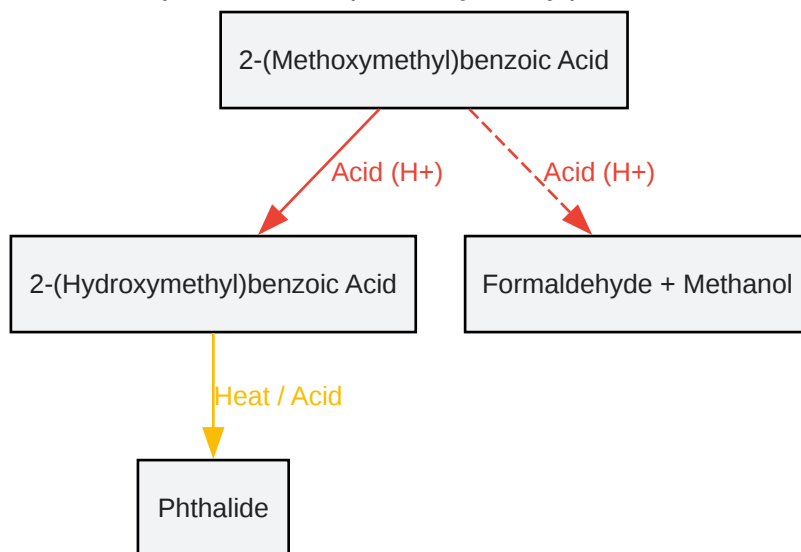 2-(Methoxymethyl)benzoic Acid
Acid (H+)
Acid (H+)
2-(Hydroxymethyl)benzoic Acid
Formaldehyde + Methanol
Heat / Acid
Phthalide